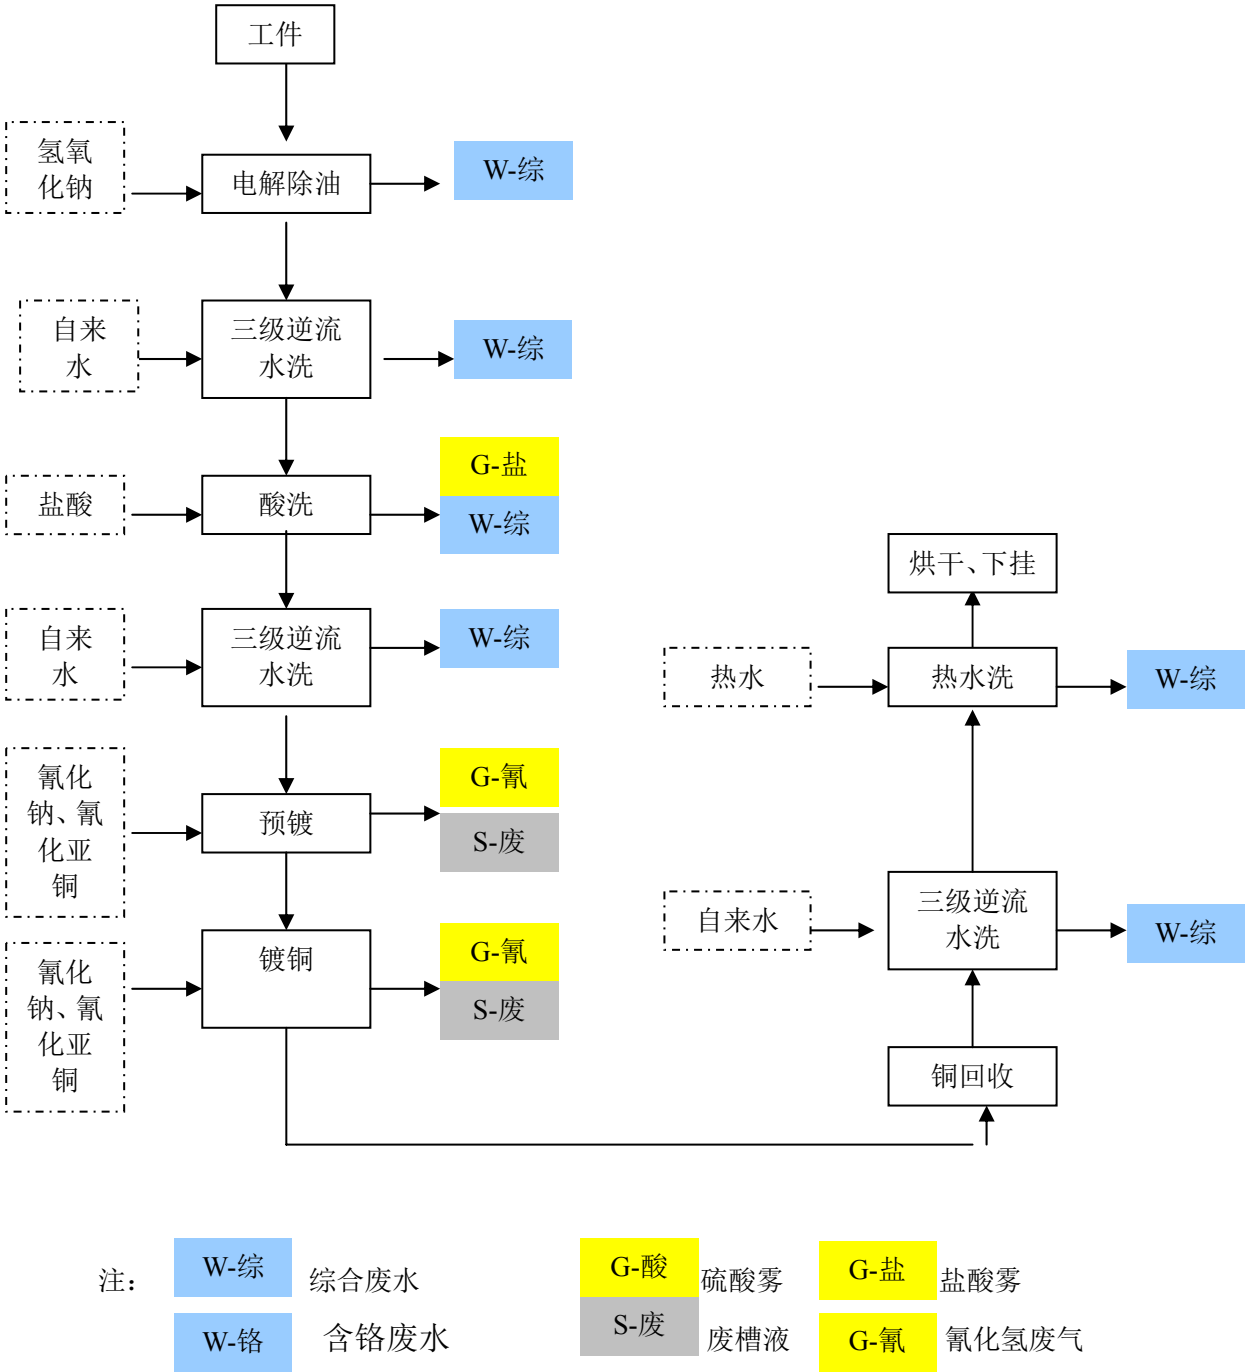 工件
氢氧
化钠
电解除油
W-综
自来
水
三级逆流
水洗
W-综
盐酸
酸洗
G-盐
W-综
自来
水
三级逆流
水洗
W-综
氰化
钠、氰
化亚
铜
预镀
G-氰
S-废
氰化
钠、氰
化亚
铜
镀铜
G-氰
S-废
烘干、下挂
热水
热水洗
W-综
自来水
三级逆流
水洗
W-综
铜回收
注：
W-综
综合废水
G-酸
硫酸雾
G-盐
盐酸雾
W-铬
含铬废水
S-废
废槽液
G-氰
氰化氢废气